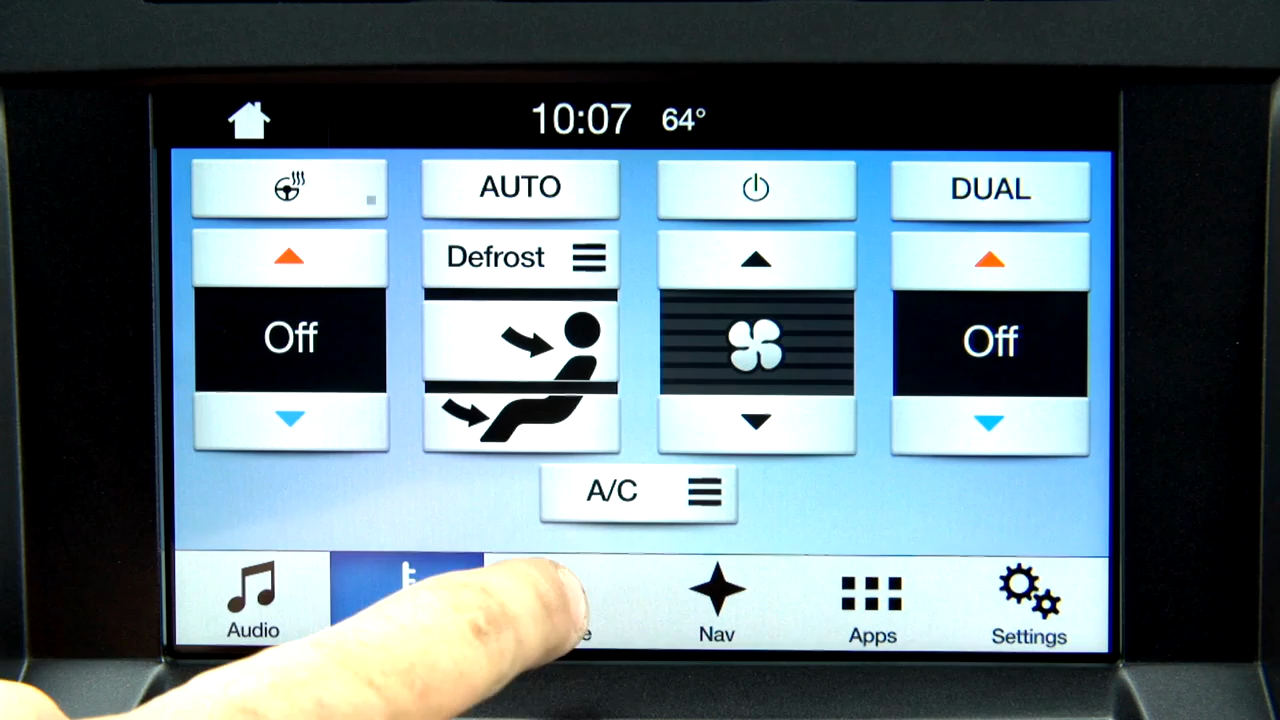 10:07 64°
AUTO
DUAL
Defrost
Off
Off
A/C
Audio
Nav
Apps
Settings